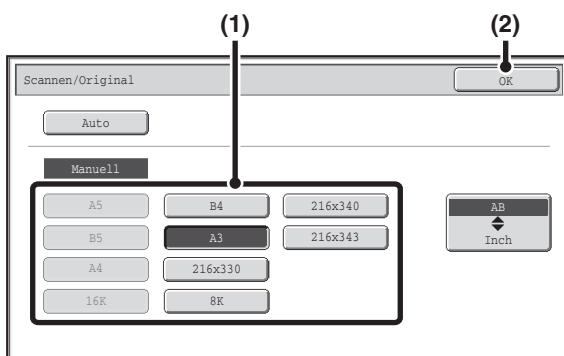 (1) (2)
Scannen/Original OK
Auto
Manuell
A5 B4 216x340 AB
B5 A3 216x343 Inch
A4 216x330
16K 8K